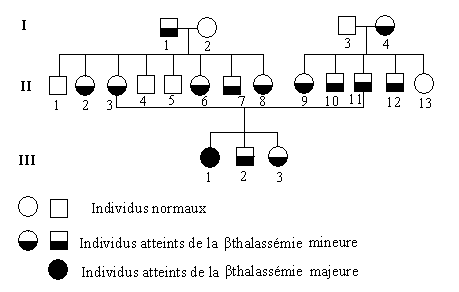 I
1 2 3 4
II
1 2 3 4 5 6 7 8 9 10 11 12 13
III
1 2 3
Individus normaux
Individus atteints de la βthalassémie mineure
Individus atteints de la βthalassémie majeure